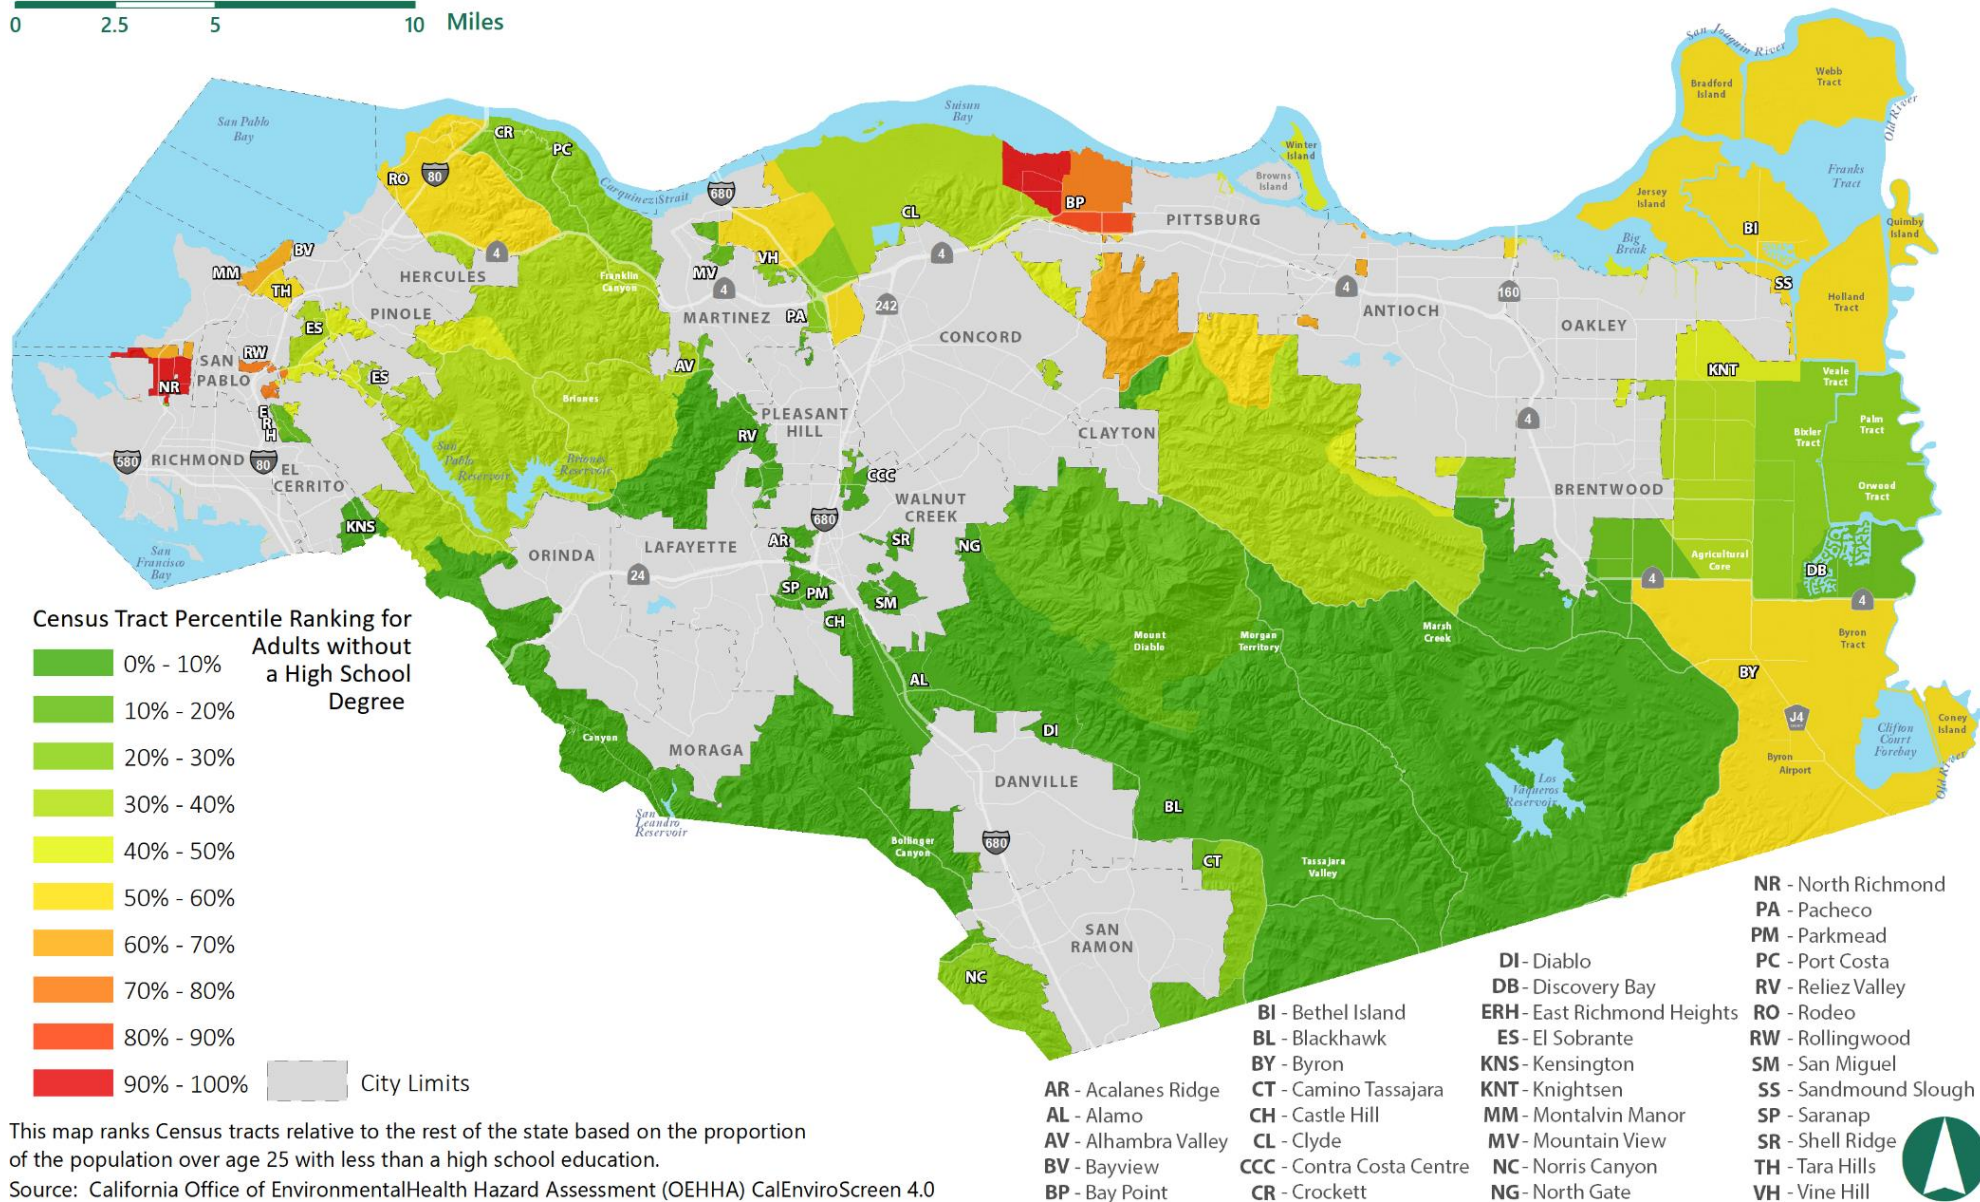 0 2.5 5 10 Miles
San Joaquin River
Webb
Tract
Bradford
Island
Old River
San Pablo
Bay
Suisun
Bay
CR
PC
RO
80
Carquinez Strait
680
Winter
Island
Browns
Island
Franks
Tract
Jersey
Island
Quimby
Island
BP
CL
PITTSBURG
BI
Big
Break
BV
4
HERCULES
MM
TH
Franklin
Canyon
MV
4
VH
4
SS
Holland
Tract
4
160
242
PINOLE
MARTINEZ
PA
CONCORD
ANTIOCH
OAKLEY
ES
RW
SAN
PABLO
NR
ES
AV
KNT
Veale
Tract
Briones
E
R
H
PLEASANT
HILL
RV
CLAYTON
4
Palm
Tract
Bixler
Tract
580
RICHMOND
80
EL
CERRITO
San
Pablo
Reservoir
Briones
Reservoir
CCC
WALNUT
CREEK
BRENTWOOD
Orwood
Tract
KNS
680
San
Francisco
Bay
ORINDA
LAFAYETTE
AR
SR
NG
24
Agricultural
Core
DB
4
4
SP
PM
SM
CH
Mount
Diablo
Morgan
Territory
Marsh
Creek
Byron
Tract
AL
BY
J4
Canyon
MORAGA
DI
Clifton
Court
Forebay
Coney
Island
Old River
Byron
Airport
DANVILLE
BL
Los
Vaqueros
Reservoir
San
Leandro
Reservoir
Bollinger
Canyon
680
CT
Tassajara
Valley
SAN
RAMON
NC
Census Tract Percentile Ranking for
Adults without
a High School
Degree
0% - 10%
10% - 20%
20% - 30%
30% - 40%
40% - 50%
50% - 60%
60% - 70%
70% - 80%
80% - 90%
90% - 100%
City Limits
AR - Acalanes Ridge
AL - Alamo
AV - Alhambra Valley
BV - Bayview
BP - Bay Point
BI - Bethel Island
BL - Blackhawk
BY - Byron
CT - Camino Tassajara
CH - Castle Hill
CL - Clyde
CCC - Contra Costa Centre
CR - Crockett
DI - Diablo
DB - Discovery Bay
ERH - East Richmond Heights
ES - El Sobrante
KNS - Kensington
KNT - Knightsen
MM - Montalvin Manor
MV - Mountain View
NC - Norris Canyon
NG - North Gate
NR - North Richmond
PA - Pacheco
PM - Parkmead
PC - Port Costa
RV - Reliez Valley
RO - Rodeo
RW - Rollingwood
SM - San Miguel
SS - Sandmound Slough
SP - Saranap
SR - Shell Ridge
TH - Tara Hills
VH - Vine Hill
This map ranks Census tracts relative to the rest of the state based on the proportion
of the population over age 25 with less than a high school education.
Source: California Office of EnvironmentalHealth Hazard Assessment (OEHHA) CalEnviroScreen 4.0